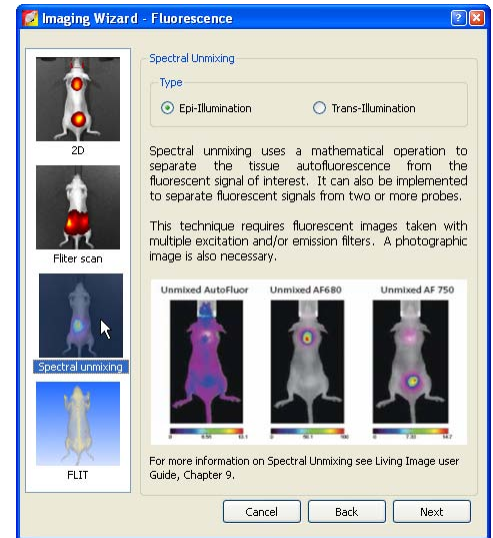 Imaging Wizard - Fluorescence
2D
Fliter scan
Spectral unmixing
FLIT
Spectral Unmixing
Type
Epi-Illumination
Trans-Illumination
Spectral unmixing uses a mathematical operation to
separate the tissue autofluorescence from the
fluorescent signal of interest. It can also be implemented
to separate fluorescent signals from two or more probes.
This technique requires fluorescent images taken with
multiple excitation and/or emission filters. A photographic
image is also necessary.
Unmixed AutoFluor Unmixed AF680 Unmixed AF 750
For more information on Spectral Unmixing see Living Image user
Guide, Chapter 9.
Cancel Back Next